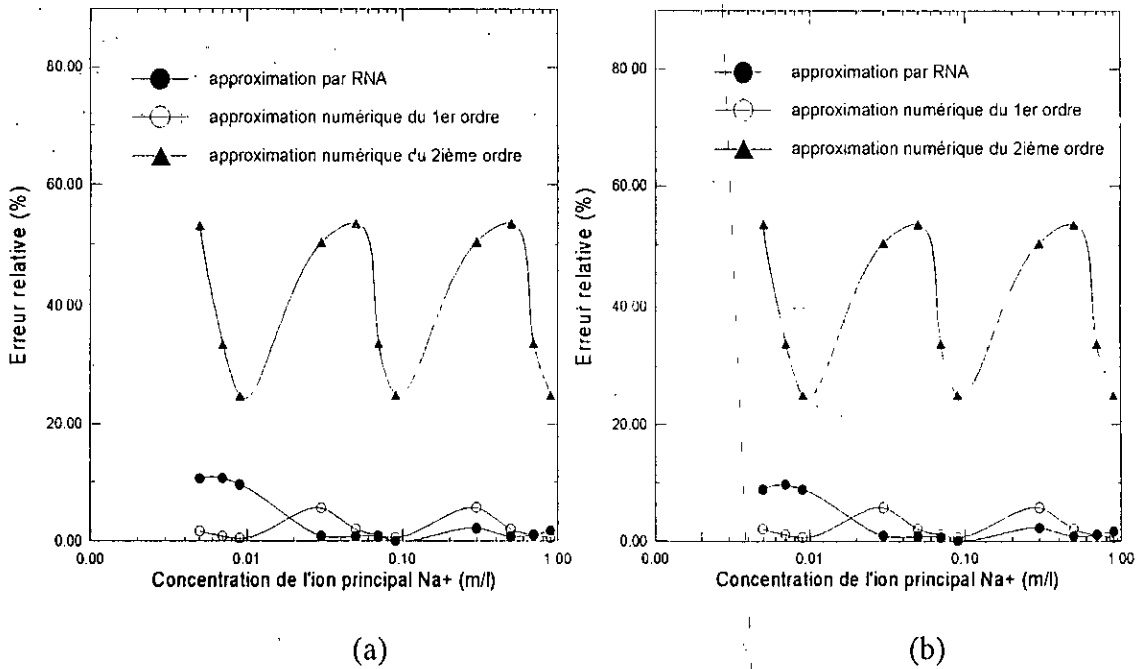 80.00
60.00
40.00
20.00
0.00
Erreur relative (%)
approximation par RNA
approximation numérique du 1er ordre
approximation numérique du 2ième ordre
0.00 0.01 0.10 1.00
Concentration de l'ion principal Na+ (m/l)
(a)
80.00
60.00
40.00
20.00
0.00
Erreur relative (%)
approximation par RNA
approximation numérique du 1er ordre
approximation numérique du 2ième ordre
0.00 0.01 0.10 1.00
Concentration de l'ion principal Na+ (m/l)
(b)